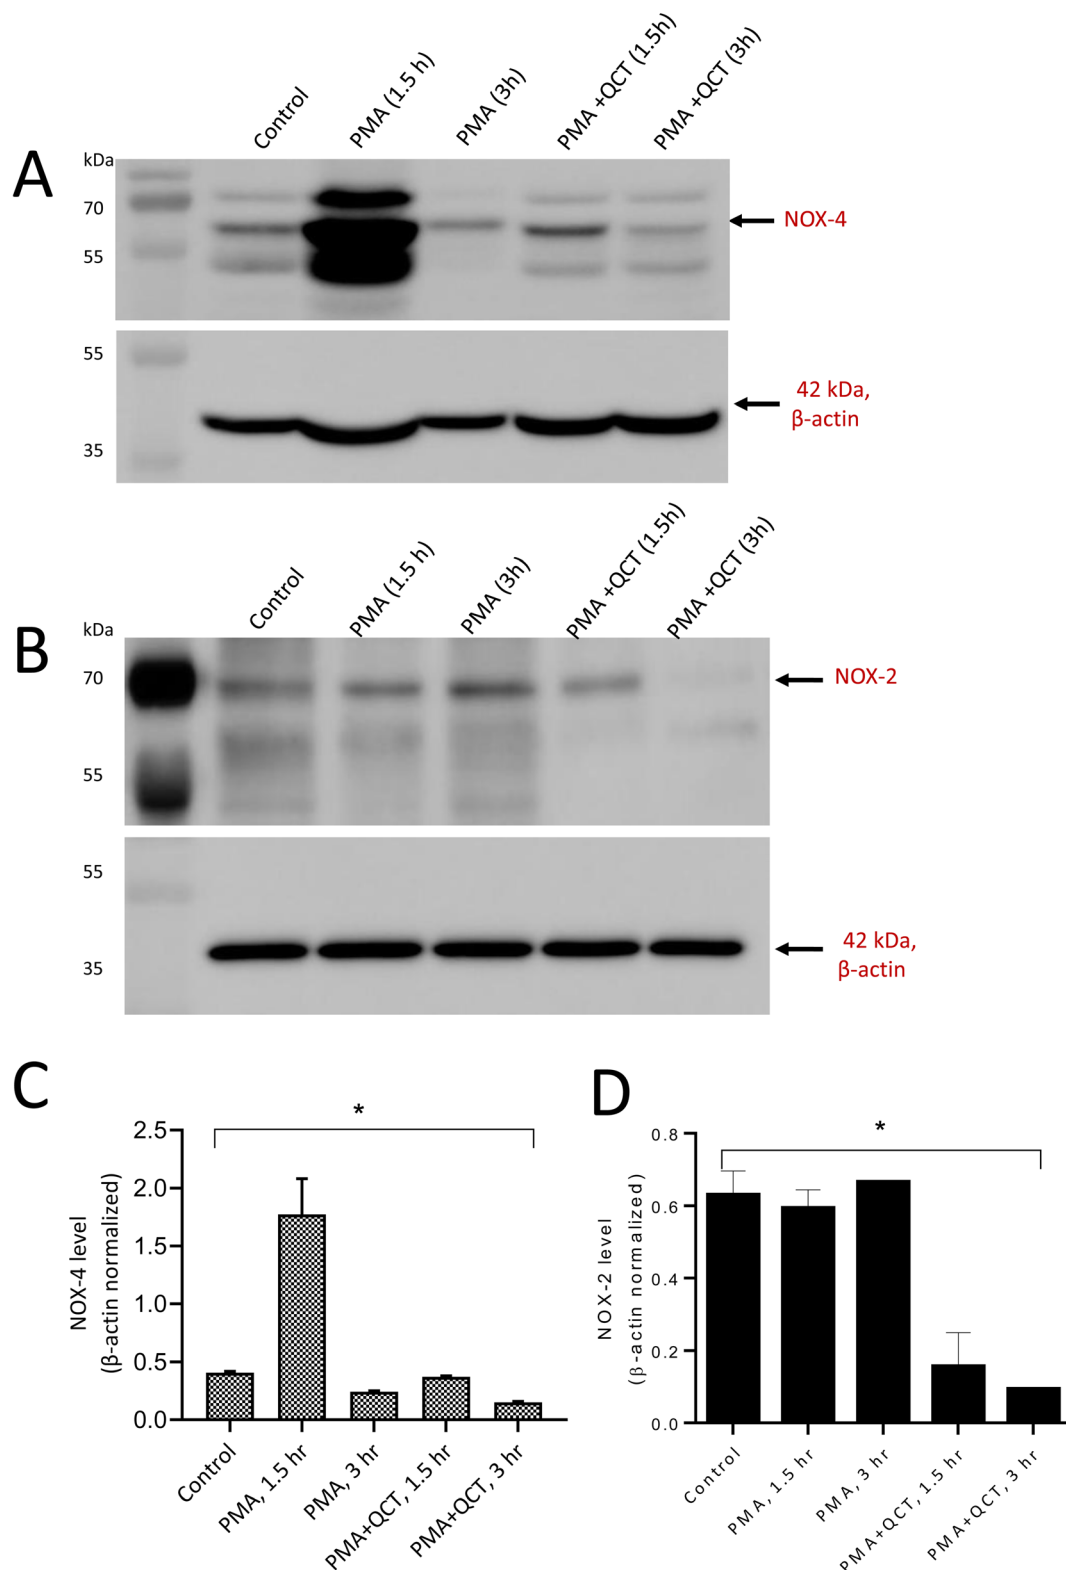 A
kDa
Control
PMA (1.5 h)
PMA (3h)
PMA +QCT (1.5h)
PMA +QCT (3h)
70
55
NOX-4
55
35
42 kDa,
β-actin
B
kDa
Control
PMA (1.5 h)
PMA (3h)
PMA +QCT (1.5h)
PMA +QCT (3h)
70
55
NOX-2
55
35
42 kDa,
β-actin
C
*
NOX-4 level
(β-actin normalized)
2.5
2.0
1.5
1.0
0.5
0.0
Control
PMA, 1.5 hr
PMA, 3 hr
PMA+QCT, 1.5 hr
PMA+QCT, 3 hr
D
*
NOX-2 level
(β-actin normalized)
0.8
0.6
0.4
0.2
0.0
Control
PMA, 1.5 hr
PMA, 3 hr
PMA+QCT, 1.5 hr
PMA+QCT, 3 hr